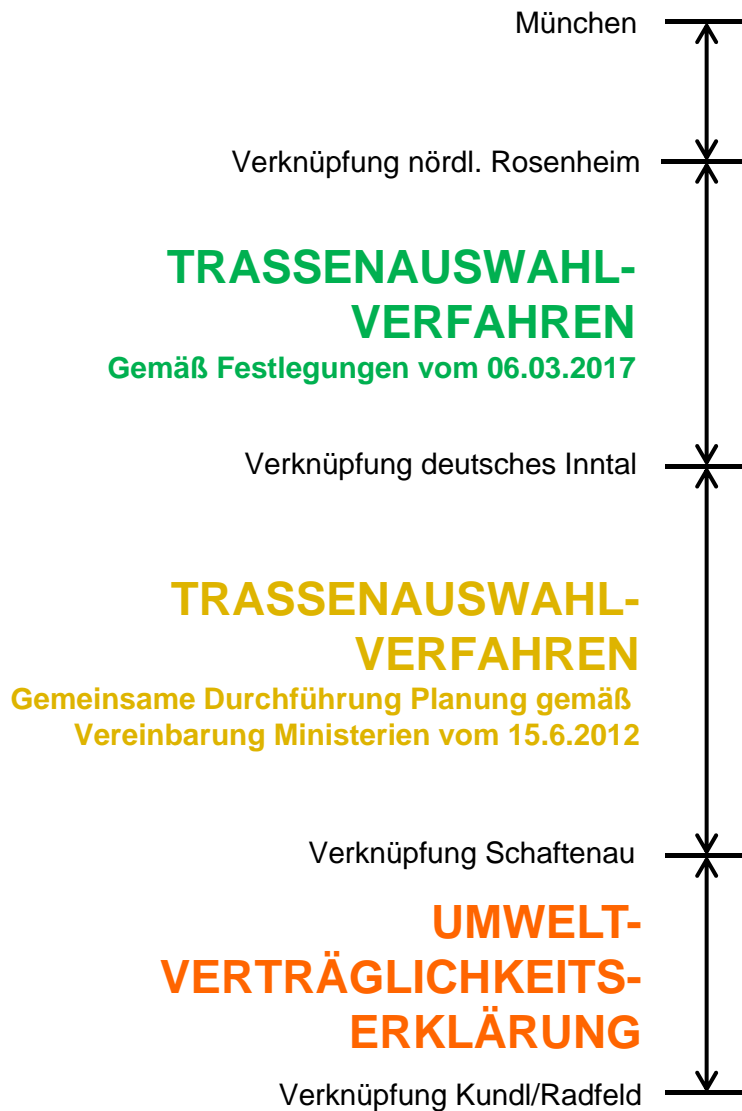 München
Verknüpfung nördl. Rosenheim
TRASSENAUSWAHL-
VERFAHREN
Gemäß Festlegungen vom 06.03.2017
Verknüpfung deutsches Inntal
TRASSENAUSWAHL-
VERFAHREN
Gemeinsame Durchführung Planung gemäß
Vereinbarung Ministerien vom 15.6.2012
Verknüpfung Schaftenau
UMWELT-
VERTRÄGLICHKEITS-
ERKLÄRUNG
Verknüpfung Kundl/Radfeld